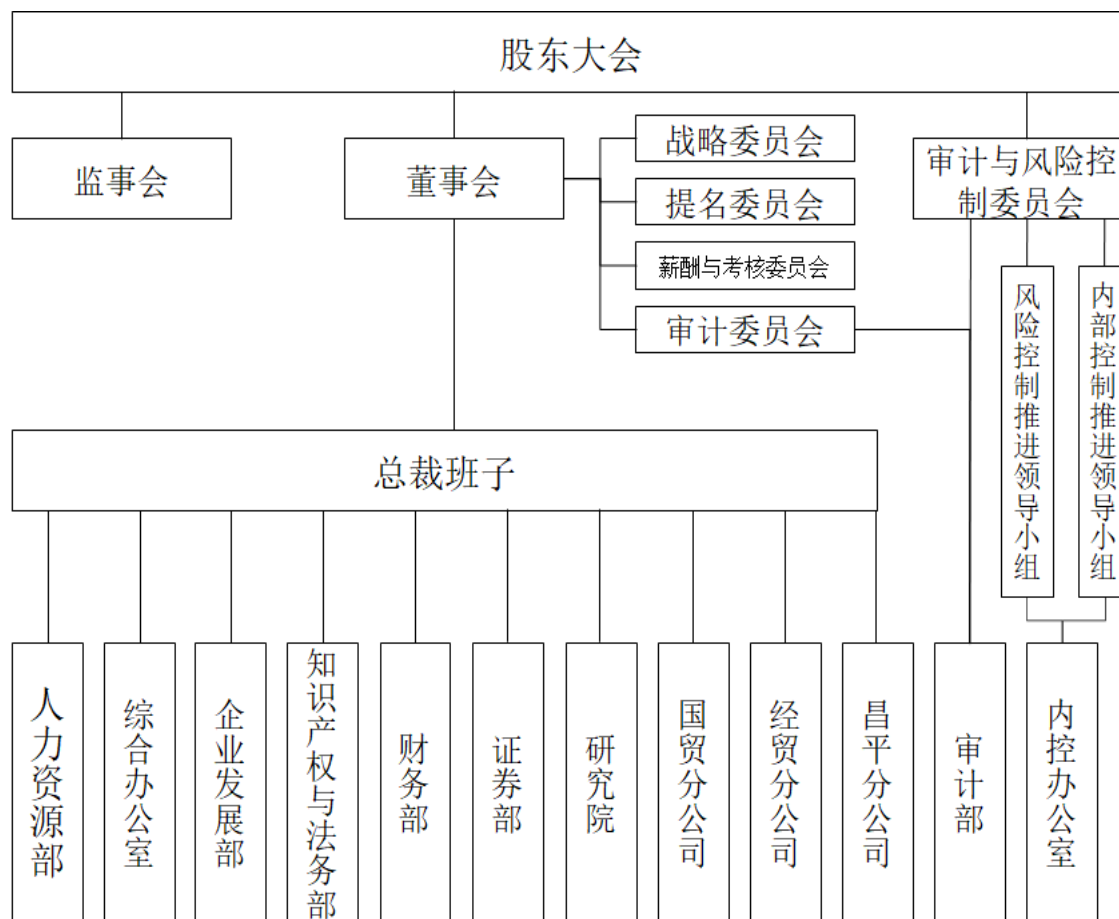 股东大会
监事会
董事会
战略委员会
提名委员会
薪酬与考核委员会
审计委员会
审计与风险控
制委员会
风险控制推进领导小组
内部控制推进领导小组
总裁班子
人力资源部
综合办公室
企业发展部
知识产权与法务部
财务部
证券部
研究院
国贸分公司
经贸分公司
昌平分公司
审计部
内控办公室